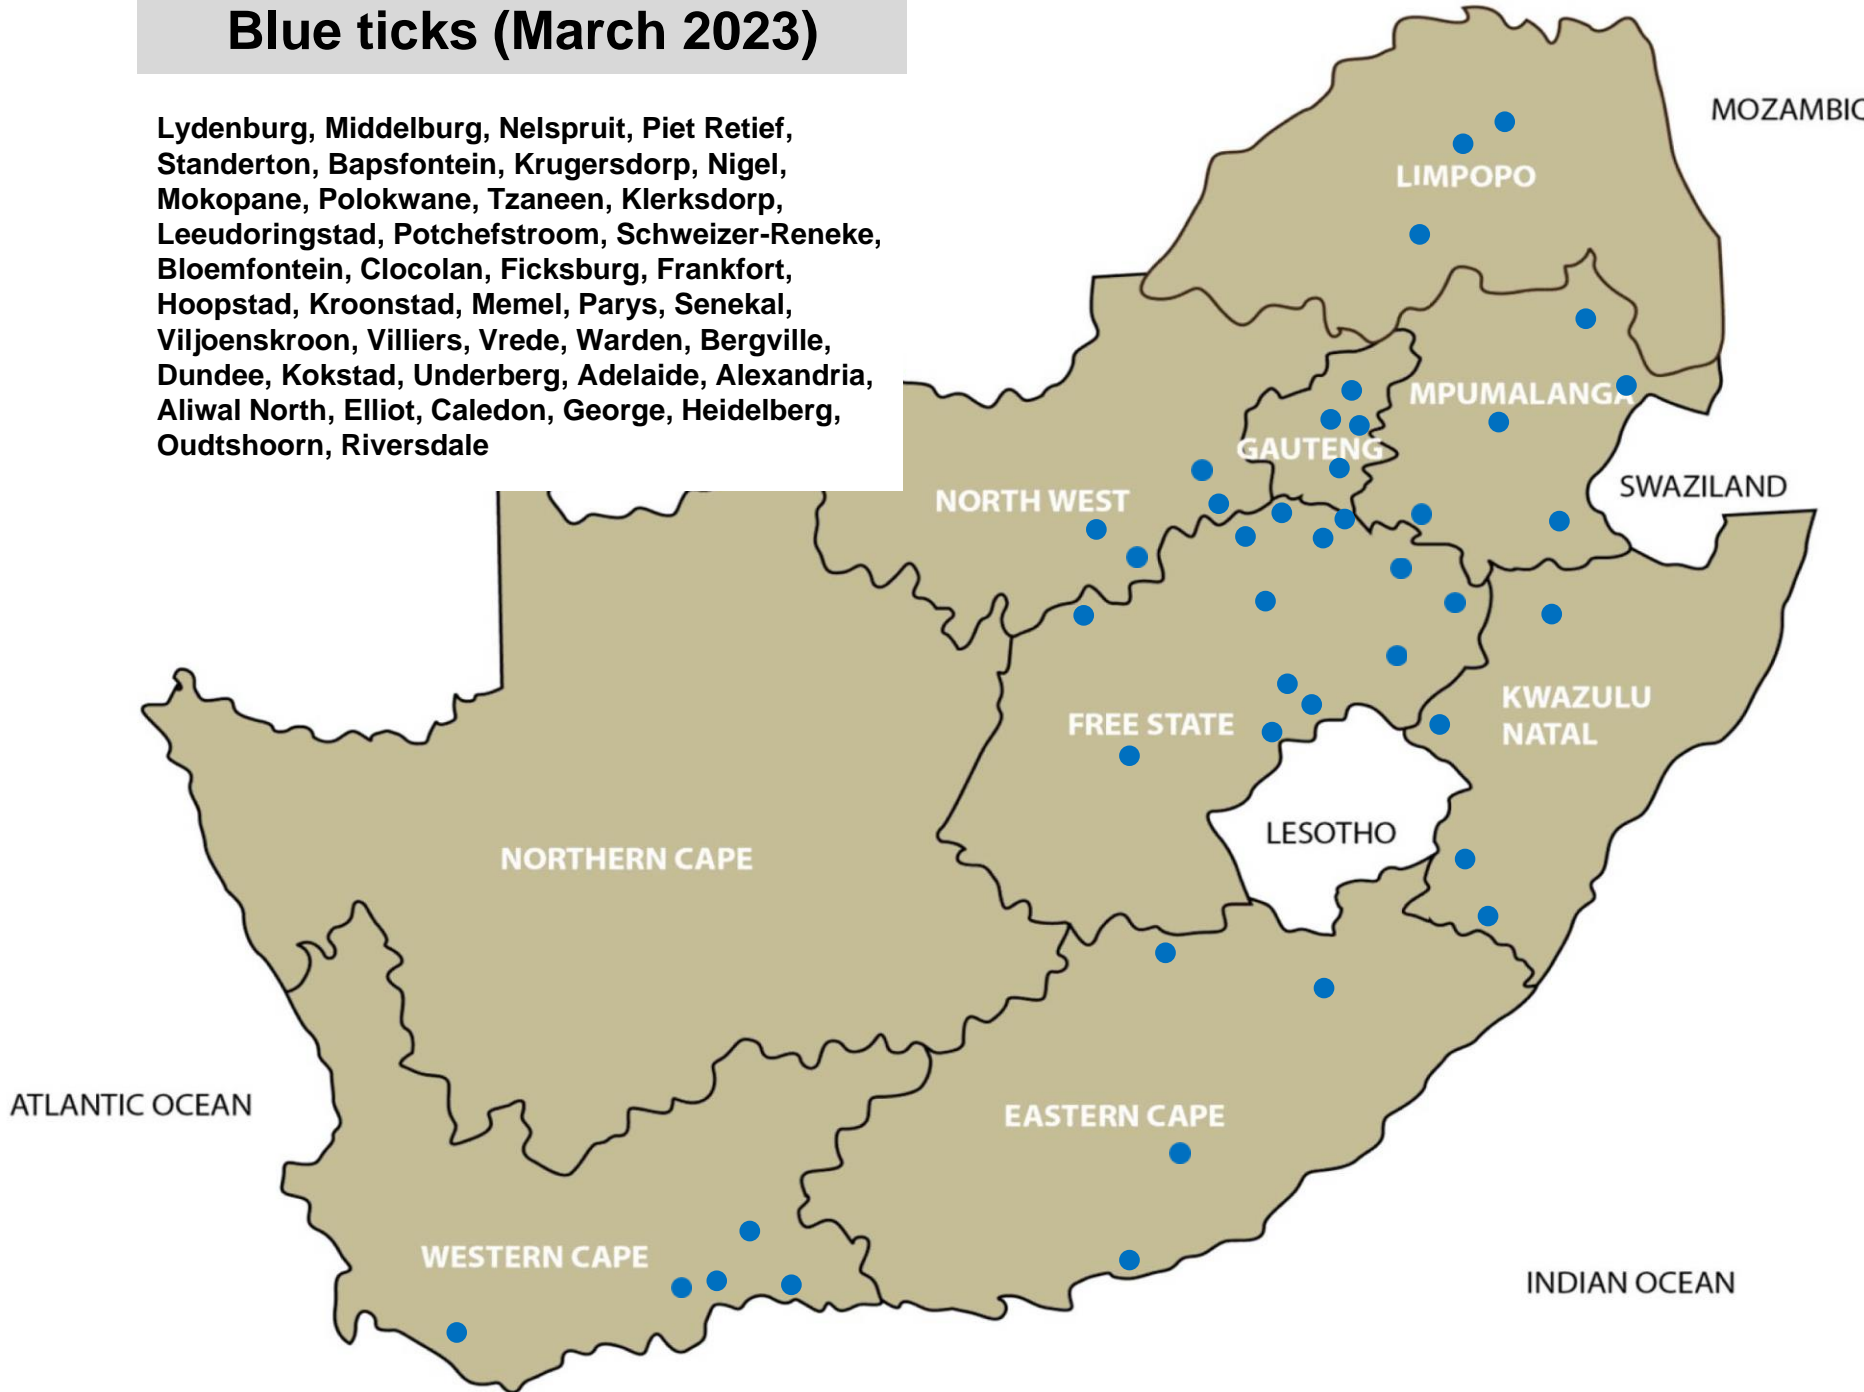 Blue ticks (March 2023)
Lydenburg, Middelburg, Nelspruit, Piet Retief,
Standerton, Bapsfontein, Krugersdorp, Nigel,
Mokopane, Polokwane, Tzaneen, Klerksdorp,
Leeudoringstad, Potchefstroom, Schweizer-Reneke,
Bloemfontein, Clocolan, Ficksburg, Frankfort,
Hoopstad, Kroonstad, Memel, Parys, Senekal,
Viljoenskroon, Villiers, Vrede, Warden, Bergville,
Dundee, Kokstad, Underberg, Adelaide, Alexandria,
Aliwal North, Elliot, Caledon, George, Heidelberg,
Oudtshoorn, Riversdale
MOZAMBIC
LIMPOPO
MPUMALANGA
GAUTENG
SWAZILAND
NORTH WEST
KWAZULU
NATAL
FREE STATE
LESOTHO
NORTHERN CAPE
ATLANTIC OCEAN
EASTERN CAPE
WESTERN CAPE
INDIAN OCEAN